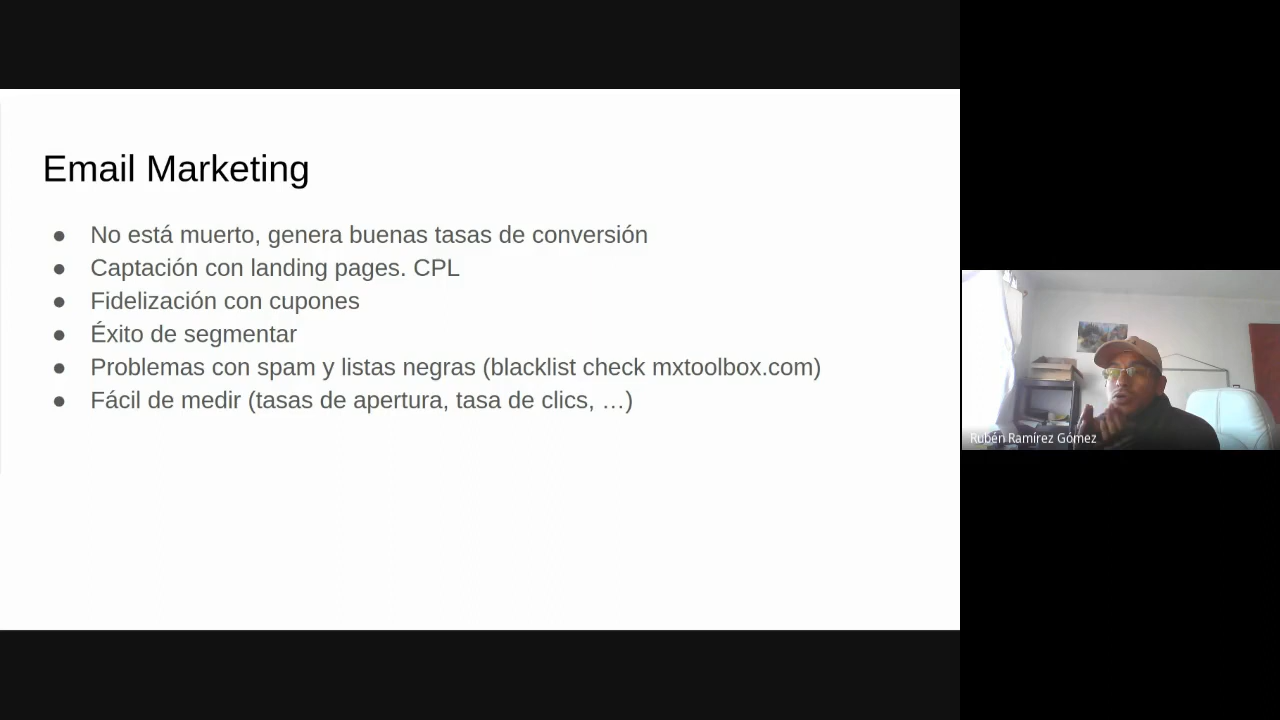 Email Marketing
● No está muerto, genera buenas tasas de conversión
● Captación con landing pages. CPL
● Fidelización con cupones
● Éxito de segmentar
● Problemas con spam y listas negras (blacklist check mxtoolbox.com)
● Fácil de medir (tasas de apertura, tasa de clics, …)
Rubén Ramírez Gómez